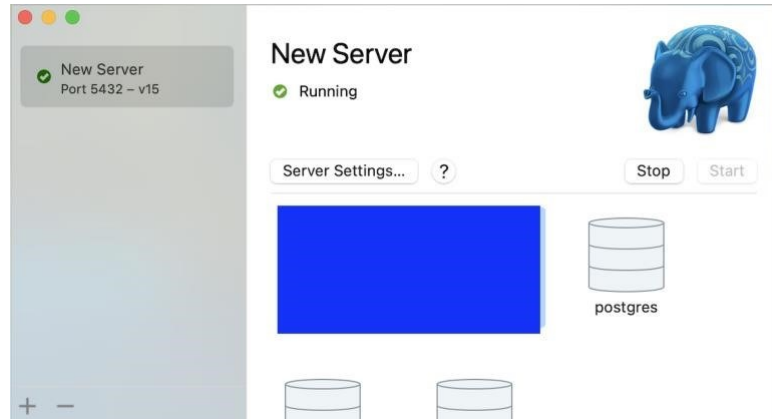 New Server
Port 5432 – v15
New Server
Running
Server Settings...
?
Stop
Start
postgres